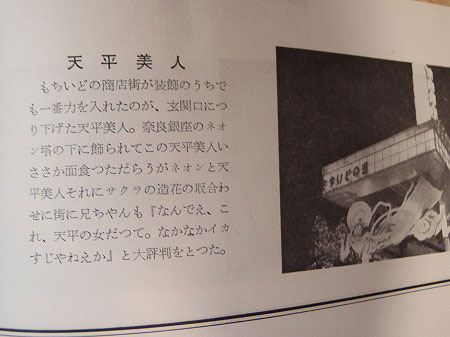 天平美人
もちいどの商店街が装飾のうちで
も一番力を入れたのが、玄関口につ
り下げた天平美人。奈良銀座のネオ
ン塔の下に飾られてこの天平美人い
ささか面食つただらうがネオンと天
平美人それにサクラの造花の取合わ
せに街に兄ちやんも『なんでえ、こ
れ、天平の女だつて。なかなかイカ
すじやねえか』と大評判をとつた。
もちいどの道